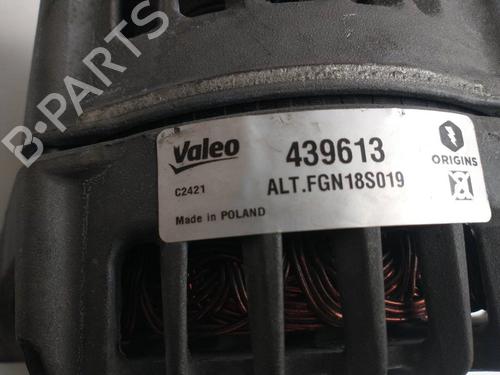 B-PARTS
Valeo
439613
ORIGINS
C2421
ALT.FGN18S019
Made in POLAND